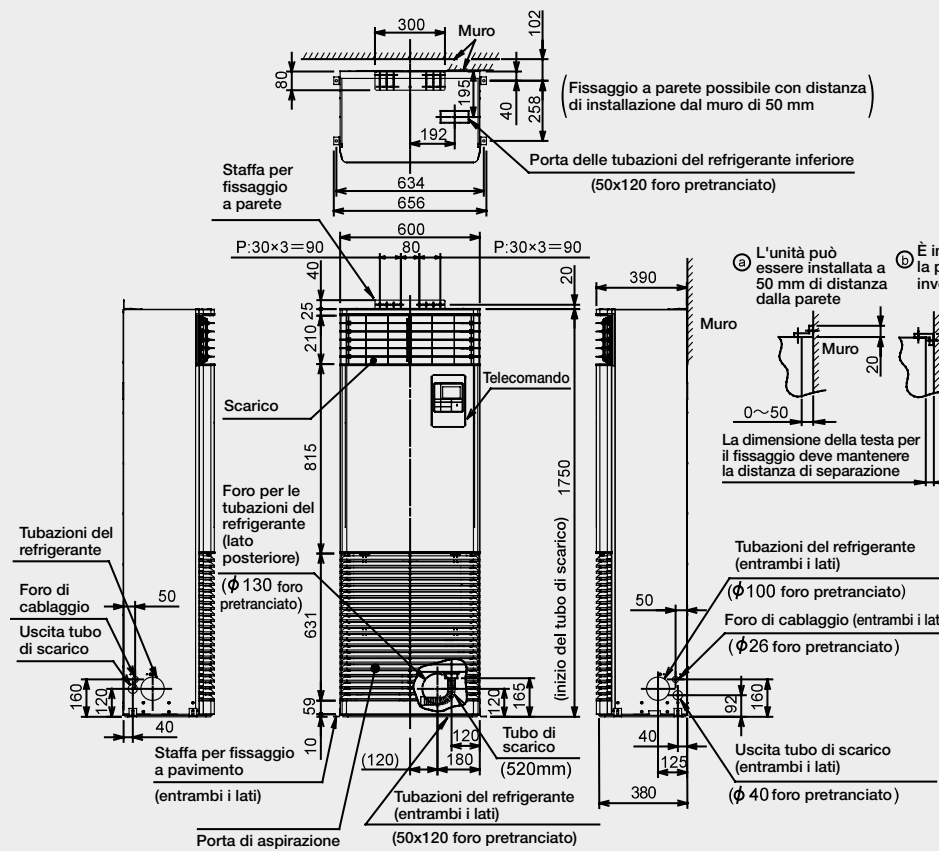 300
Muro
102
80
195
40
258
(Fissaggio a parete possibile con distanza
di installazione dal muro di 50 mm)
192
Porta delle tubazioni del refrigerante inferiore
(50x120 foro pretranciato)
634
656
Staffa per
fissaggio
a parete
600
P:30×3=90
80
P:30×3=90
40
25
210
815
631
59
10
20
1750
(inizio del tubo di scarico)
390
Muro
ⓐ L'unità può
essere installata a
50 mm di distanza
dalla parete
ⓑ È in
la p
inv
Muro
20
0~50
La dimensione della testa per
il fissaggio deve mantenere
la distanza di separazione
Scarico
Telecomando
Foro per le
tubazioni del
refrigerante
(lato
posteriore)
(ϕ130 foro
pretranciato)
Tubazioni del
refrigerante
Foro di
cablaggio
50
Uscita tubo
di scarico
160
120
40
Staffa per fissaggio
a pavimento
(entrambi i lati)
Porta di aspirazione
120
165
120
(120)
180
Tubo di
scarico
(520mm)
Tubazioni del refrigerante
(entrambi i lati)
(50x120 foro pretranciato)
Tubazioni del refrigerante
(entrambi i lati)
(ϕ100 foro pretranciato)
50
Foro di cablaggio (entrambi i lat
(ϕ26 foro pretranciato)
160
92
40
125
380
Uscita tubo di scarico
(entrambi i lati)
(ϕ40 foro pretranciato)